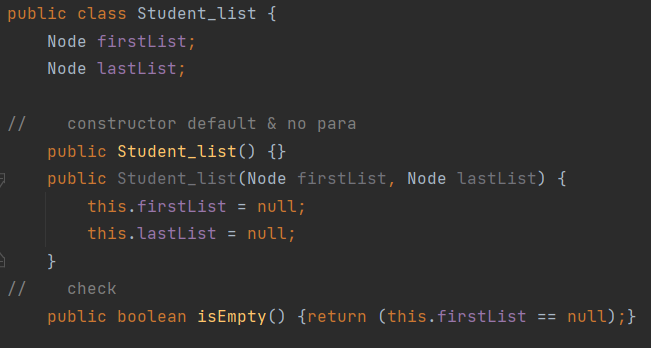 public class Student_list {
    Node firstList;
    Node lastList;

//    constructor default & no para
    public Student_list() {}
    public Student_list(Node firstList, Node lastList) {
        this.firstList = null;
        this.lastList = null;
    }
//    check
    public boolean isEmpty() {return (this.firstList == null);}